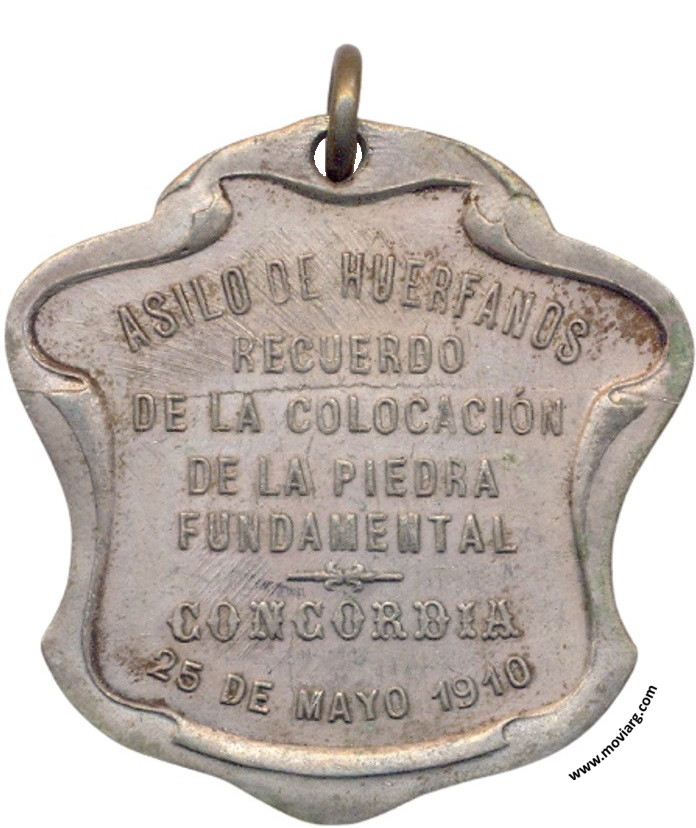 ASILO DE HUERFANOS
RECUERDO
DE LA COLOCACIÓN
DE LA PIEDRA
FUNDAMENTAL
CONCORDIA
25 DE MAYO 1910
www.moviarg.com